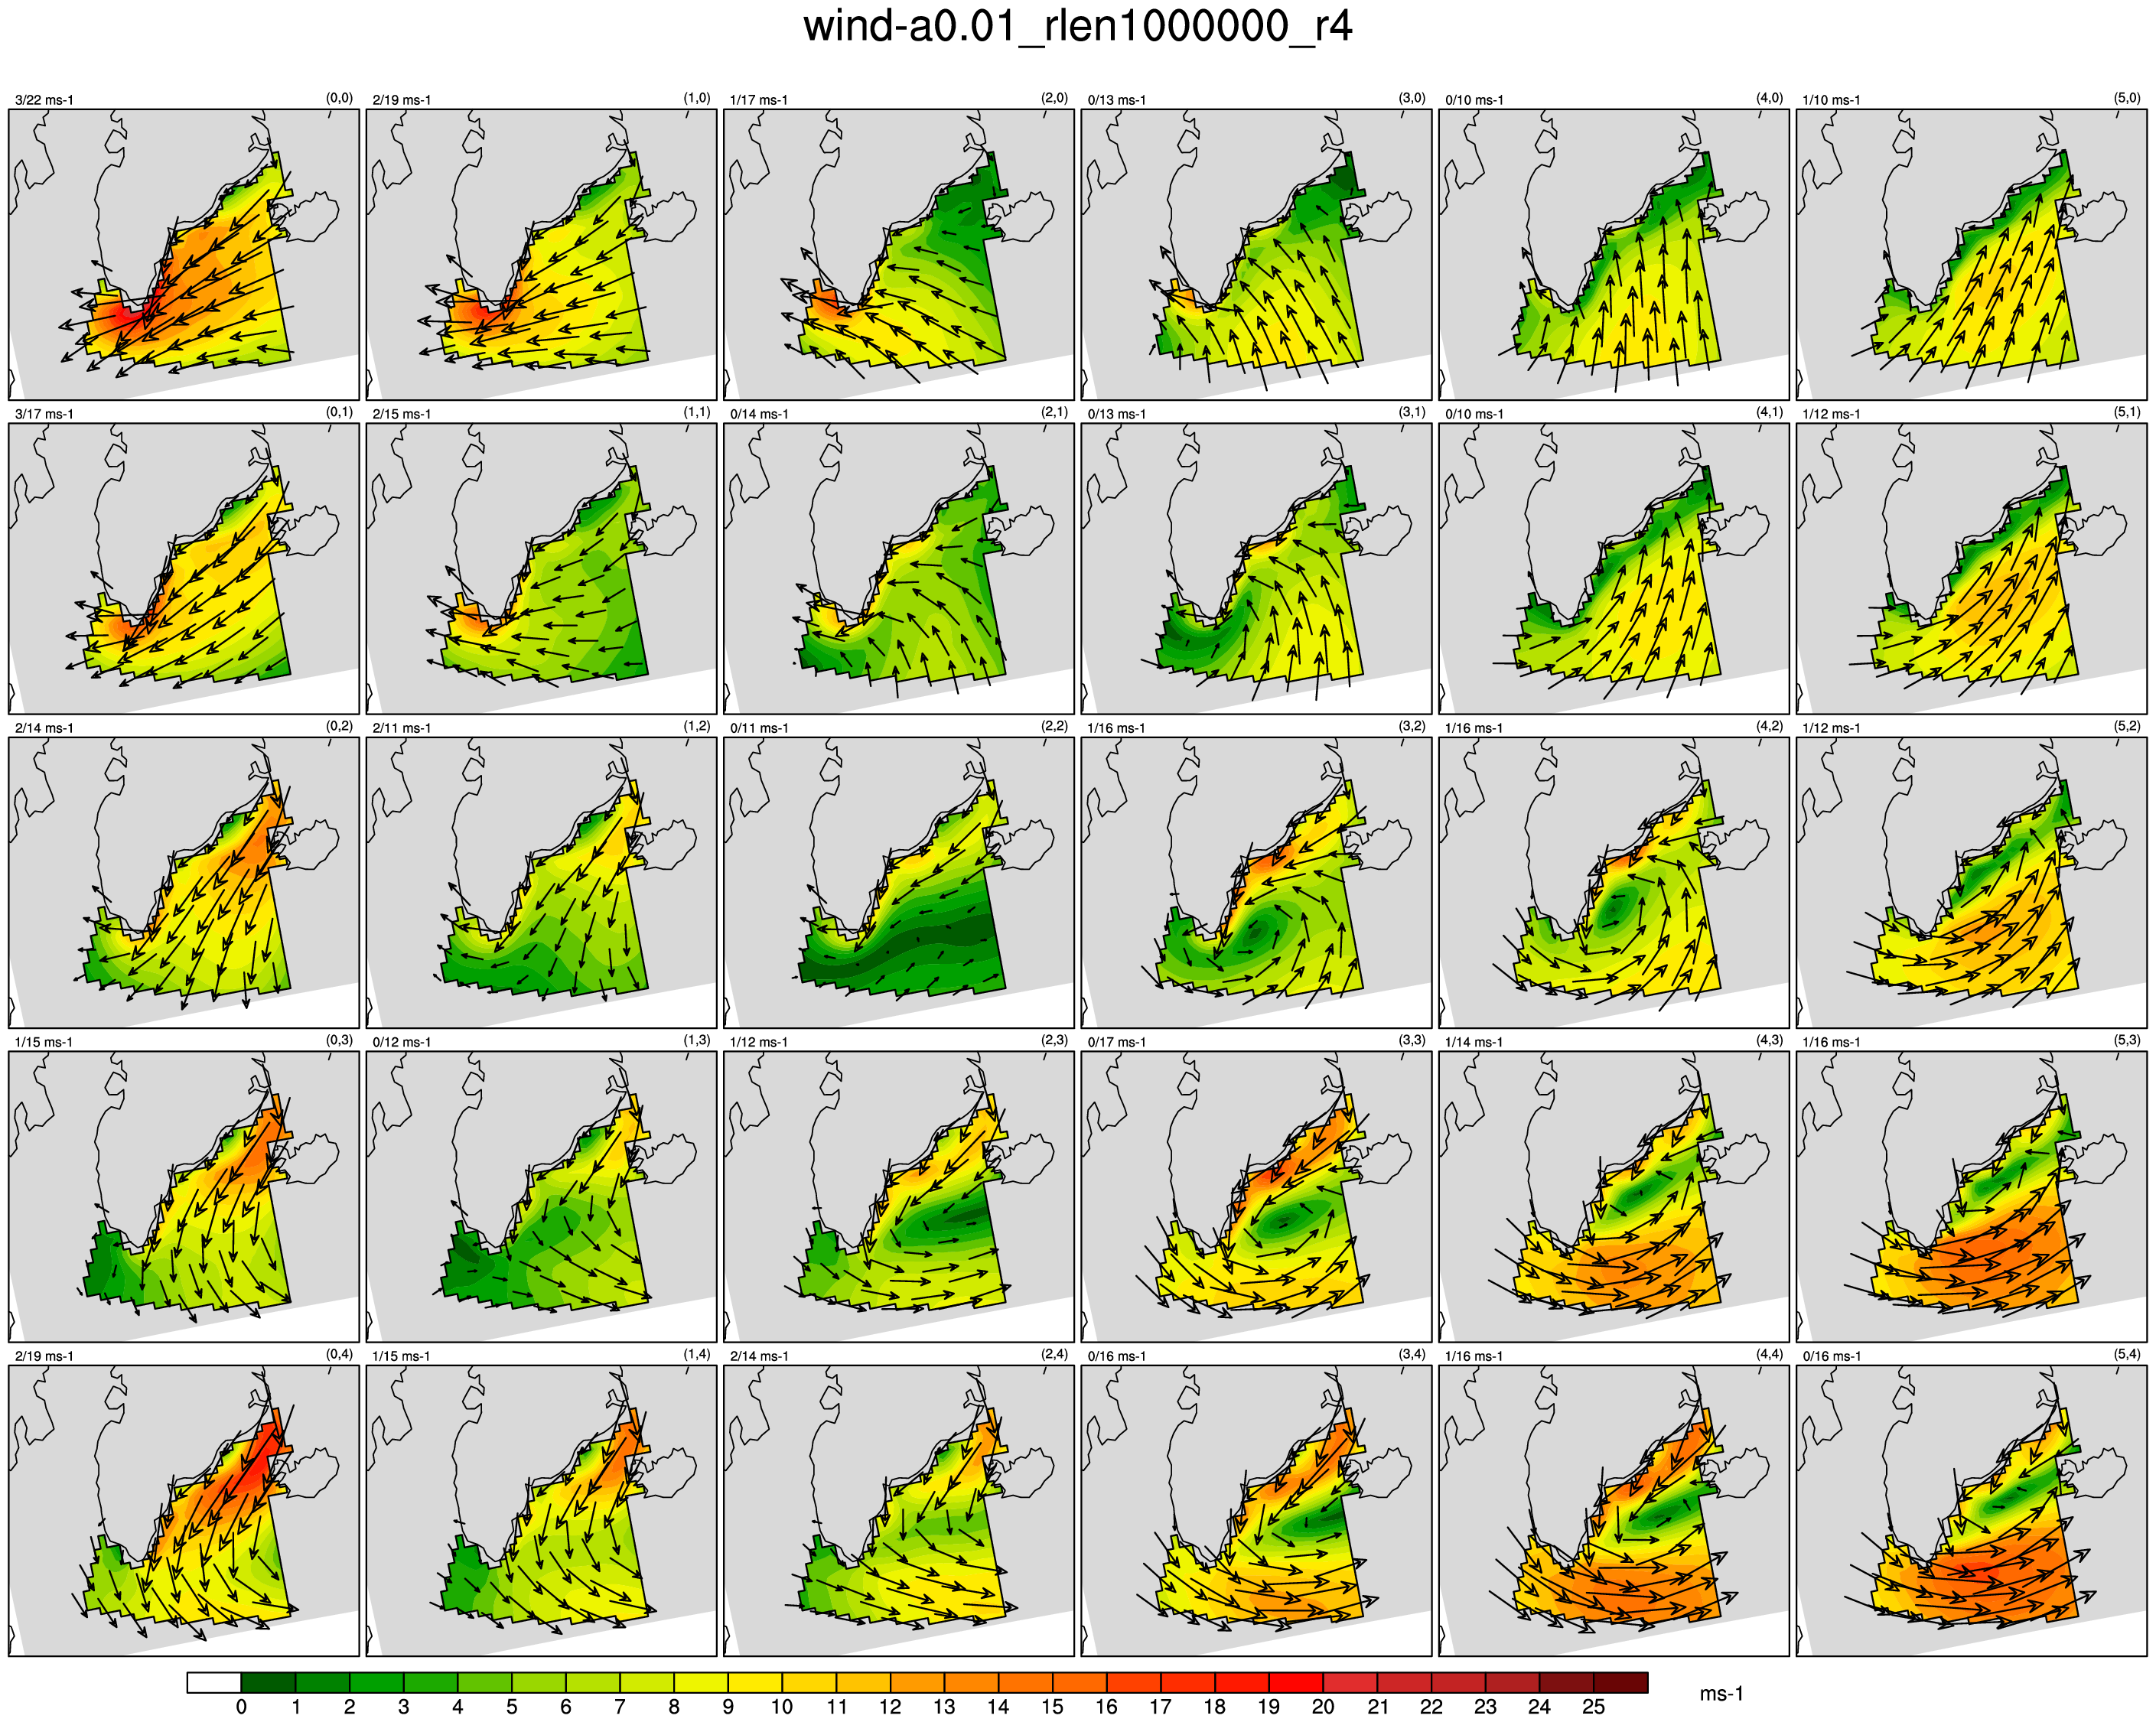 wind-a0.01_rlen1000000_r4
3/22 ms-1 (0,0) 2/19 ms-1 (1,0) 1/17 ms-1 (2,0) 0/13 ms-1 (3,0) 0/10 ms-1 (4,0) 1/10 ms-1 (5,0)
3/17 ms-1 (0,1) 2/15 ms-1 (1,1) 0/14 ms-1 (2,1) 0/13 ms-1 (3,1) 0/10 ms-1 (4,1) 1/12 ms-1 (5,1)
2/14 ms-1 (0,2) 2/11 ms-1 (1,2) 0/11 ms-1 (2,2) 1/16 ms-1 (3,2) 1/16 ms-1 (4,2) 1/12 ms-1 (5,2)
1/15 ms-1 (0,3) 0/12 ms-1 (1,3) 1/12 ms-1 (2,3) 0/17 ms-1 (3,3) 1/14 ms-1 (4,3) 1/16 ms-1 (5,3)
2/19 ms-1 (0,4) 1/15 ms-1 (1,4) 2/14 ms-1 (2,4) 0/16 ms-1 (3,4) 1/16 ms-1 (4,4) 0/16 ms-1 (5,4)
0 1 2 3 4 5 6 7 8 9 10 11 12 13 14 15 16 17 18 19 20 21 22 23 24 25 ms-1